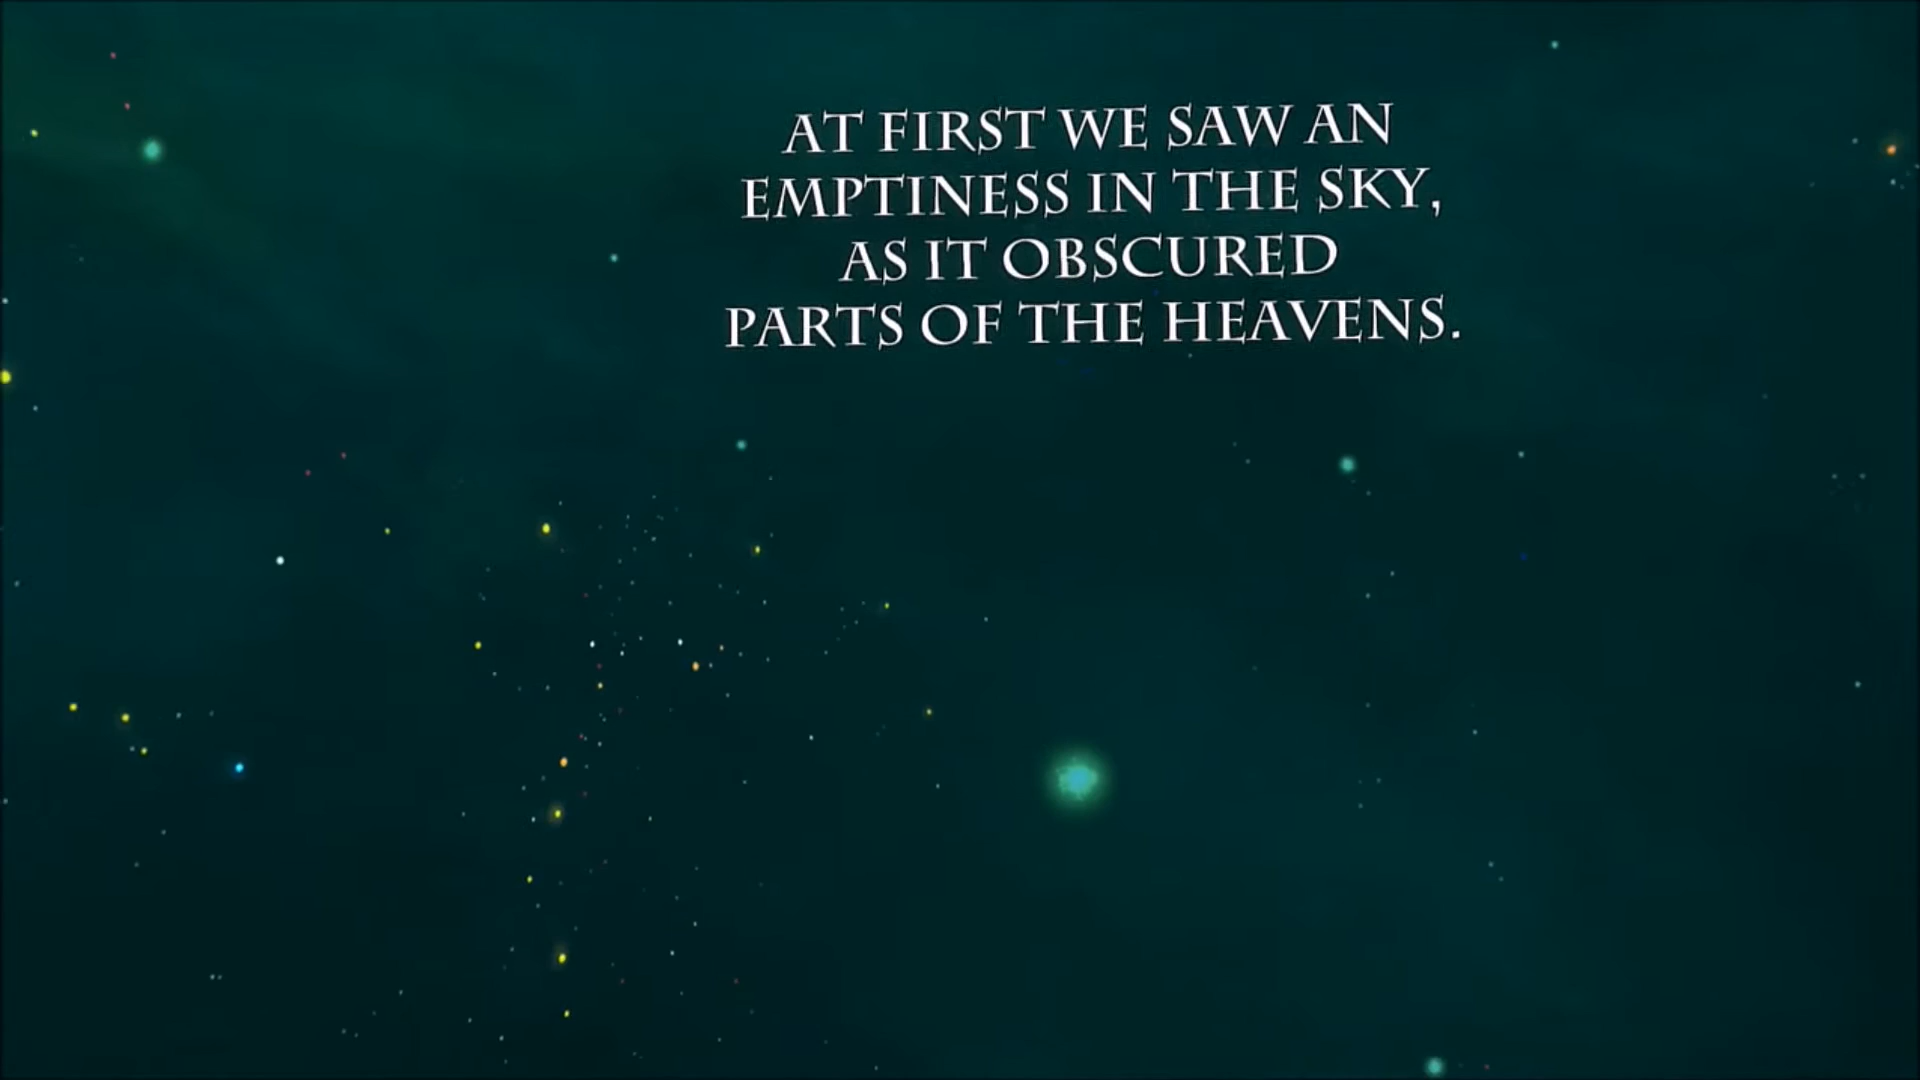 AT FIRST WE SAW AN
EMPTINESS IN THE SKY,
AS IT OBSCURED
PARTS OF THE HEAVENS.